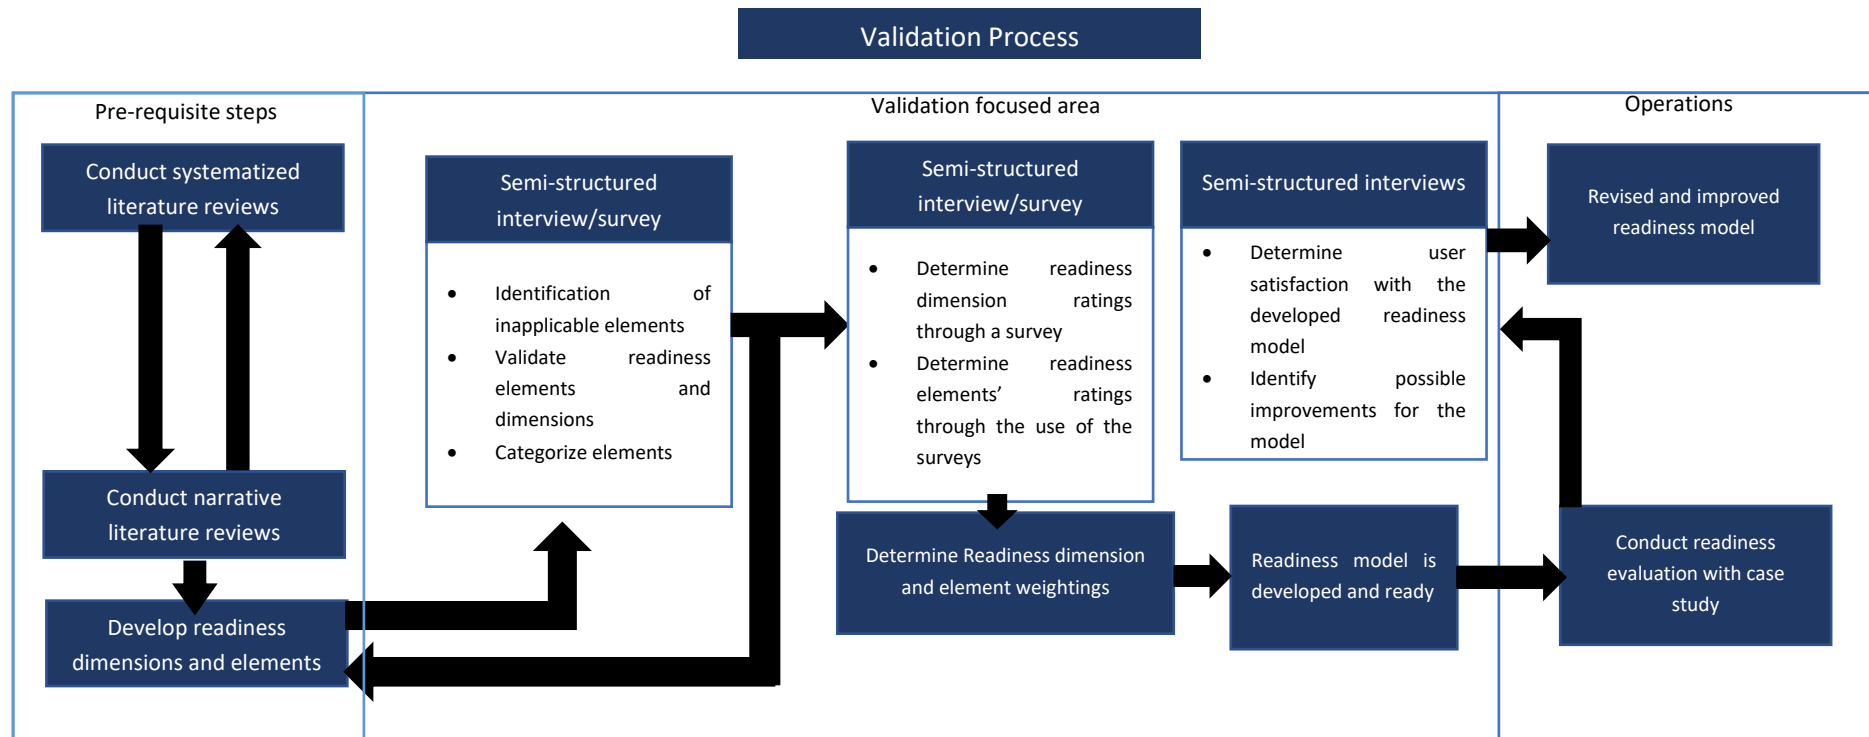 Validation Process
Pre-requisite steps
Conduct systematized
literature reviews
Conduct narrative
literature reviews
Develop readiness
dimensions and elements
Validation focused area
Semi-structured
interview/survey
• Identification of
inapplicable elements
• Validate readiness
elements and
dimensions
• Categorize elements
Semi-structured
interview/survey
• Determine readiness
dimension ratings
through a survey
• Determine readiness
elements’ ratings
through the use of the
surveys
Semi-structured interviews
• Determine user
satisfaction with the
developed readiness
model
• Identify possible
improvements for the
model
Determine Readiness dimension
and element weightings
Readiness model is
developed and ready
Operations
Revised and improved
readiness model
Conduct readiness
evaluation with case
study